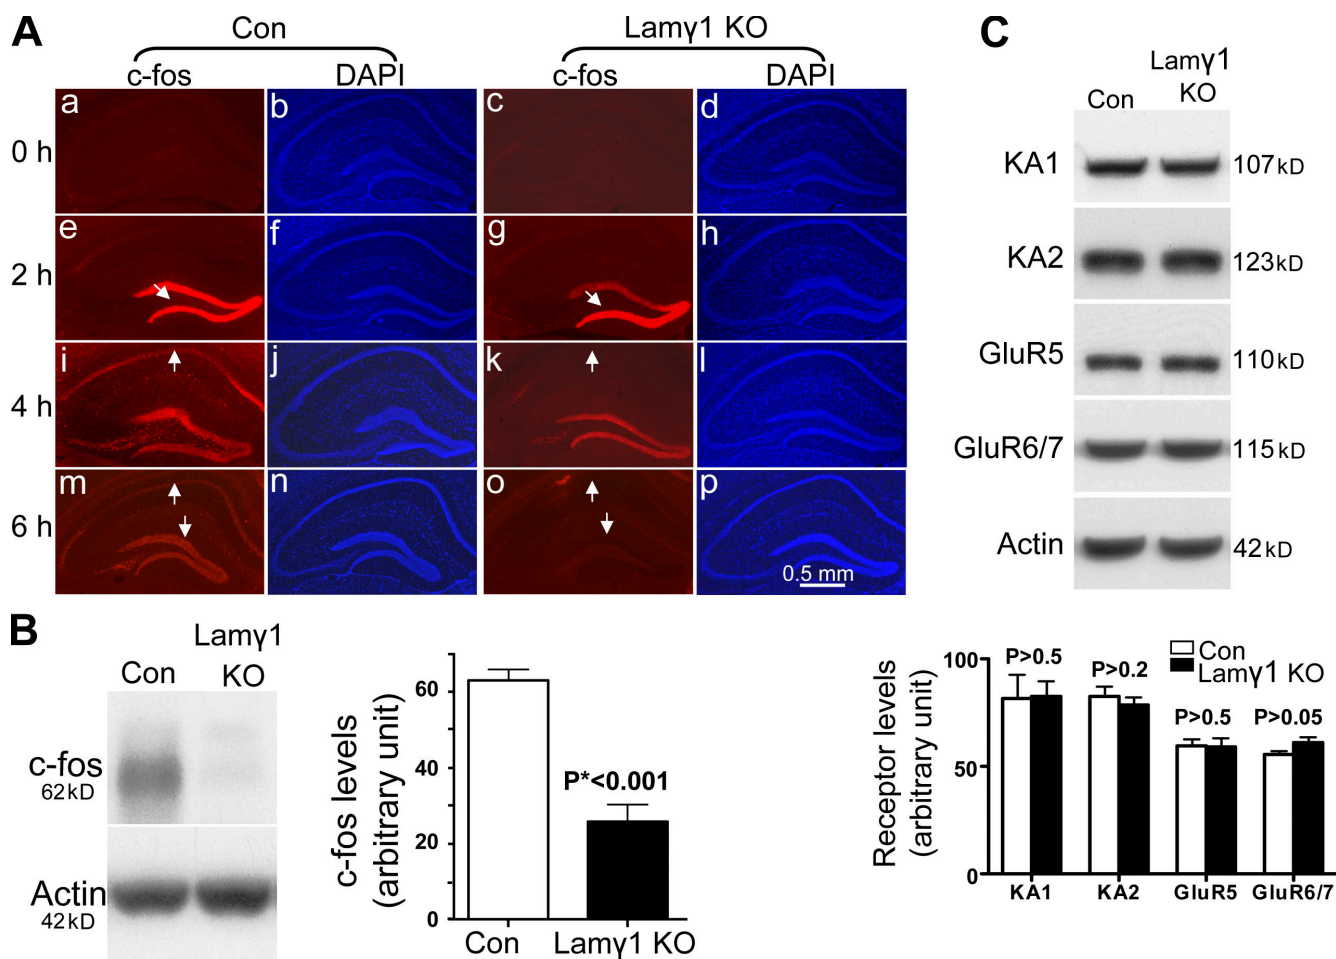 A
Con
Lamγ1 KO
c-fos
DAPI
c-fos
DAPI
0 h
a
b
c
d
2 h
e
f
g
h
4 h
i
j
k
l
6 h
m
n
o
p
0.5 mm
B
Con
Lamγ1
KO
c-fos
62kD
Actin
42kD
c-fos levels
(arbitrary unit)
60
40
20
0
P*<0.001
Con
Lamγ1 KO
C
Con
Lamγ1
KO
KA1
107kD
KA2
123kD
GluR5
110kD
GluR6/7
115kD
Actin
42kD
Receptor levels
(arbitrary unit)
100
50
0
P>0.5
P>0.2
P>0.5
P>0.05
Con
Lamγ1 KO
KA1
KA2
GluR5
GluR6/7